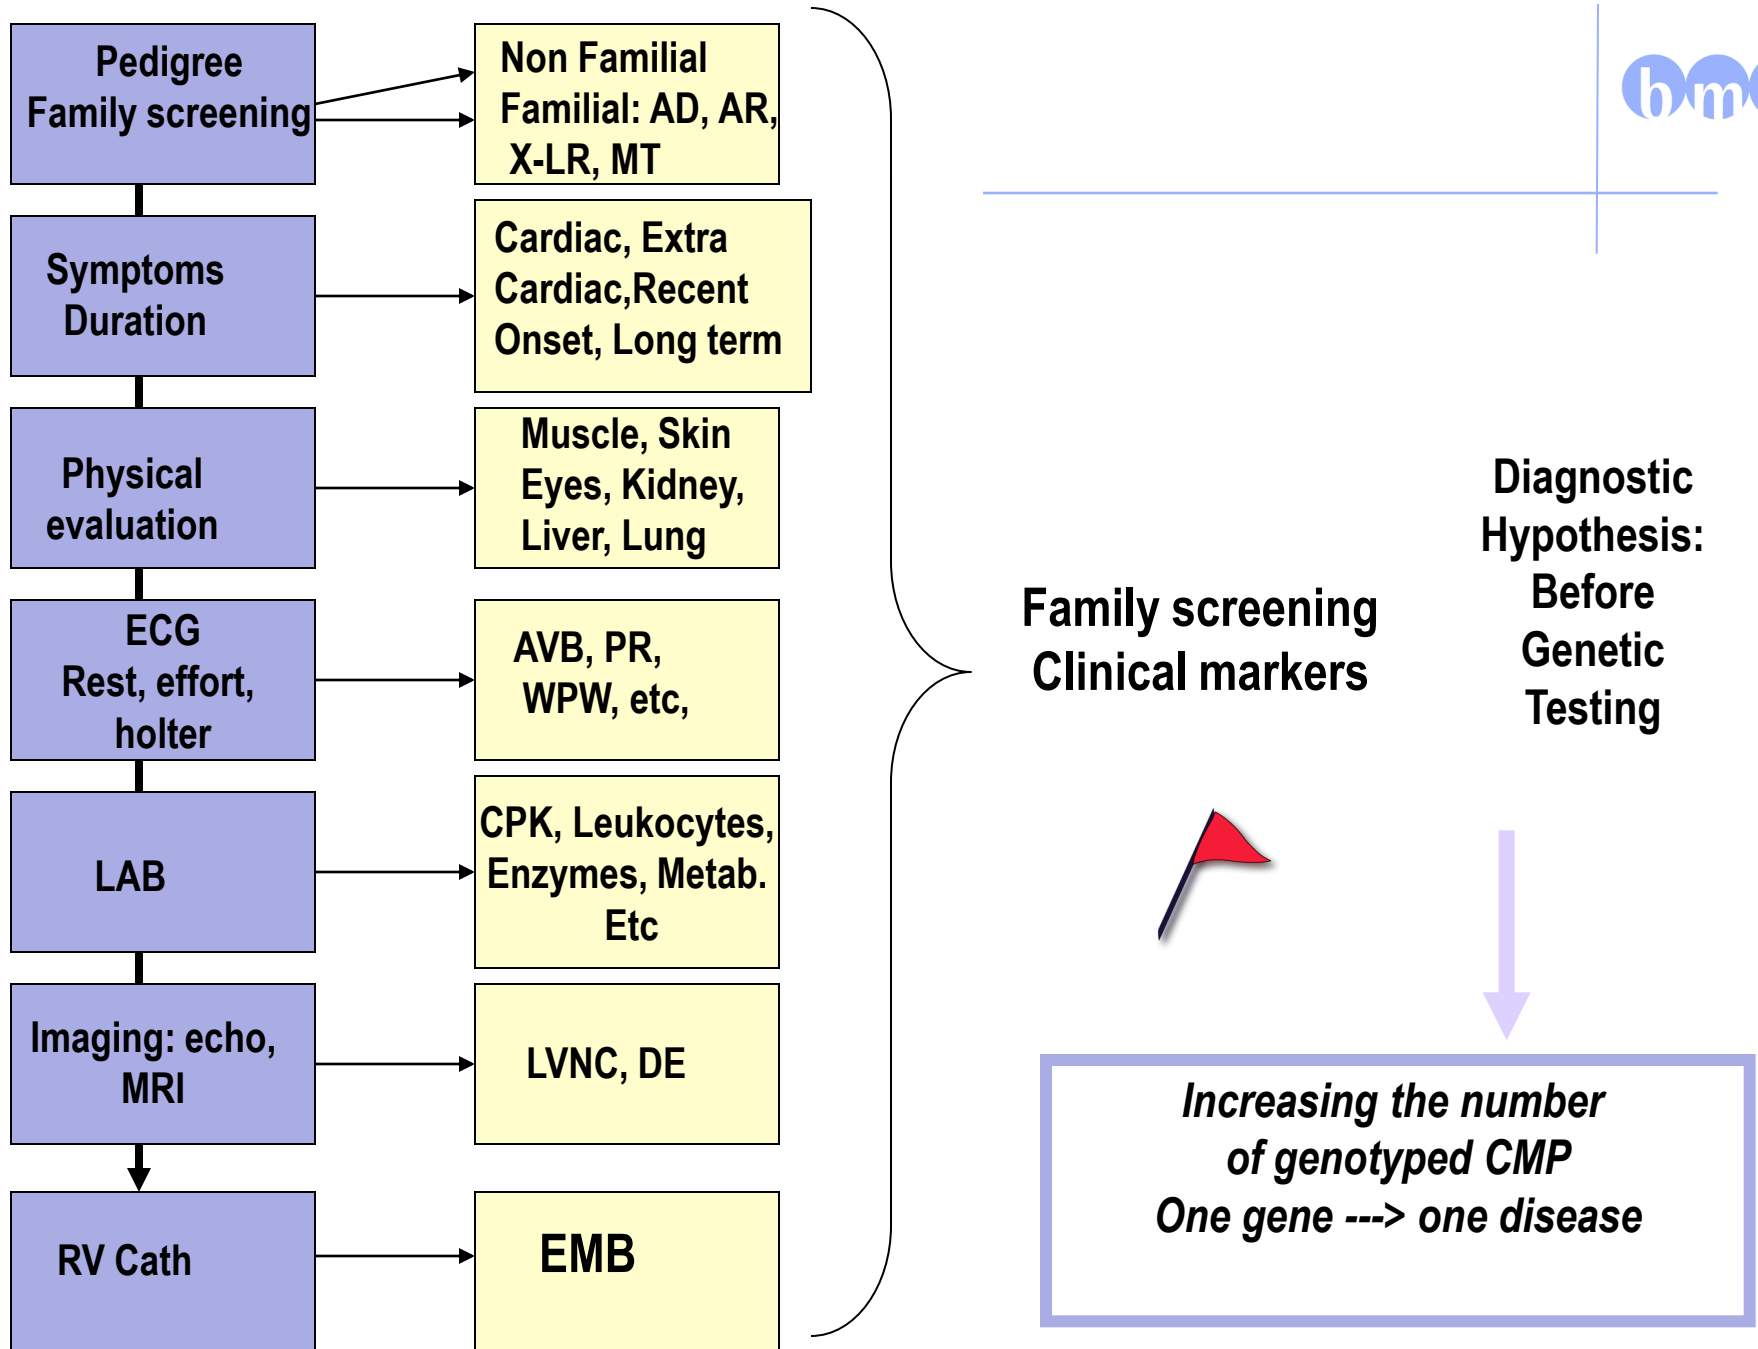 Pedigree
Family screening
Non Familial
Familial: AD, AR,
X-LR, MT
Symptoms
Duration
Cardiac, Extra
Cardiac,Recent
Onset, Long term
Physical
evaluation
Muscle, Skin
Eyes, Kidney,
Liver, Lung
ECG
Rest, effort,
holter
AVB, PR,
WPW, etc,
LAB
CPK, Leukocytes,
Enzymes, Metab.
Etc
Imaging: echo,
MRI
LVNC, DE
RV Cath
EMB
Family screening
Clinical markers
bm
Diagnostic
Hypothesis:
Before
Genetic
Testing
Increasing the number
of genotyped CMP
One gene ---> one disease